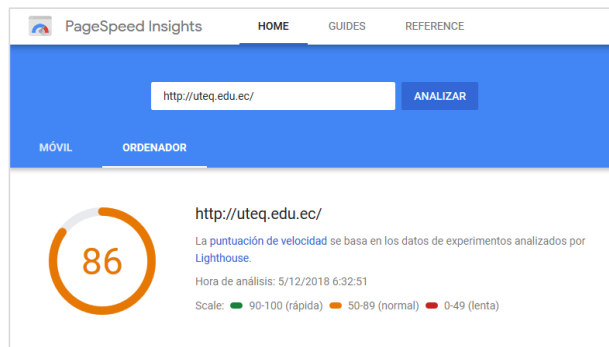 PageSpeed Insights HOME GUIDES REFERENCE
http://uteq.edu.ec/ ANALIZAR
MÓVIL ORDENADOR
http://uteq.edu.ec/
86
La puntuación de velocidad se basa en los datos de experimentos analizados por
Lighthouse.
Hora de análisis: 5/12/2018 6:32:51
Scale: 90-100 (rápida) 50-89 (normal) 0-49 (lenta)